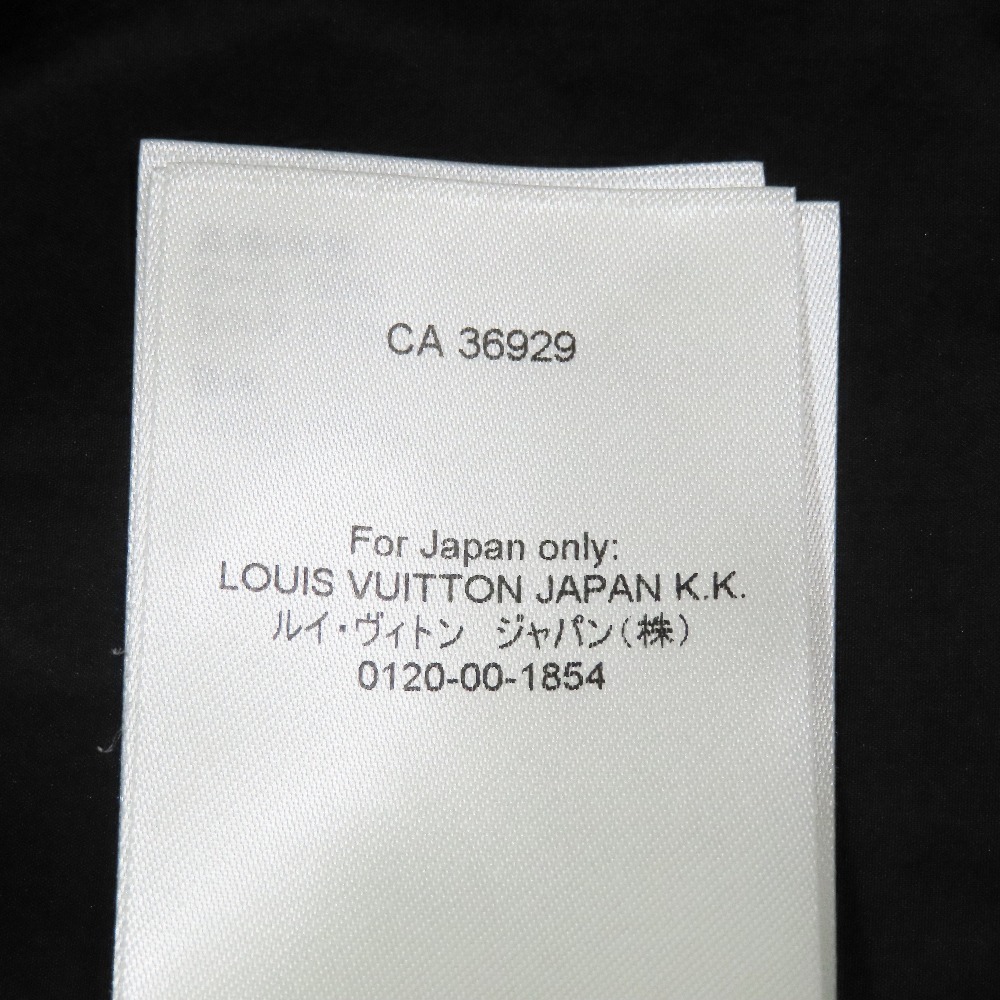 CA 36929
For Japan only:
LOUIS VUITTON JAPAN K.K.
ルイ・ヴィトン　ジャパン(株)
0120-00-1854